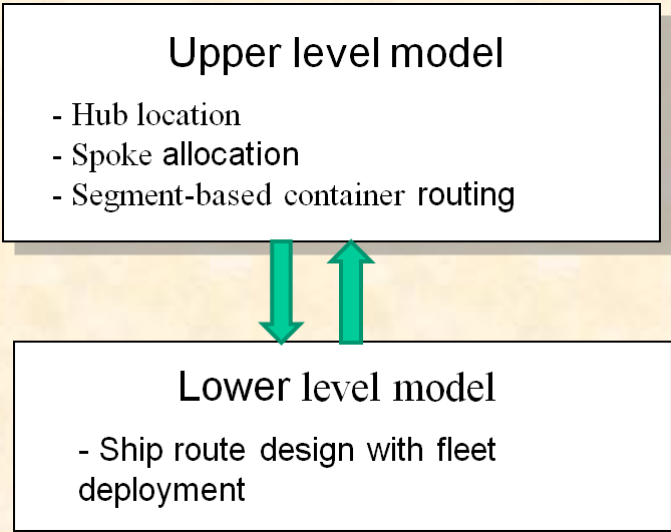 Upper level model
- Hub location
- Spoke allocation
- Segment-based container routing
Lower level model
- Ship route design with fleet
deployment